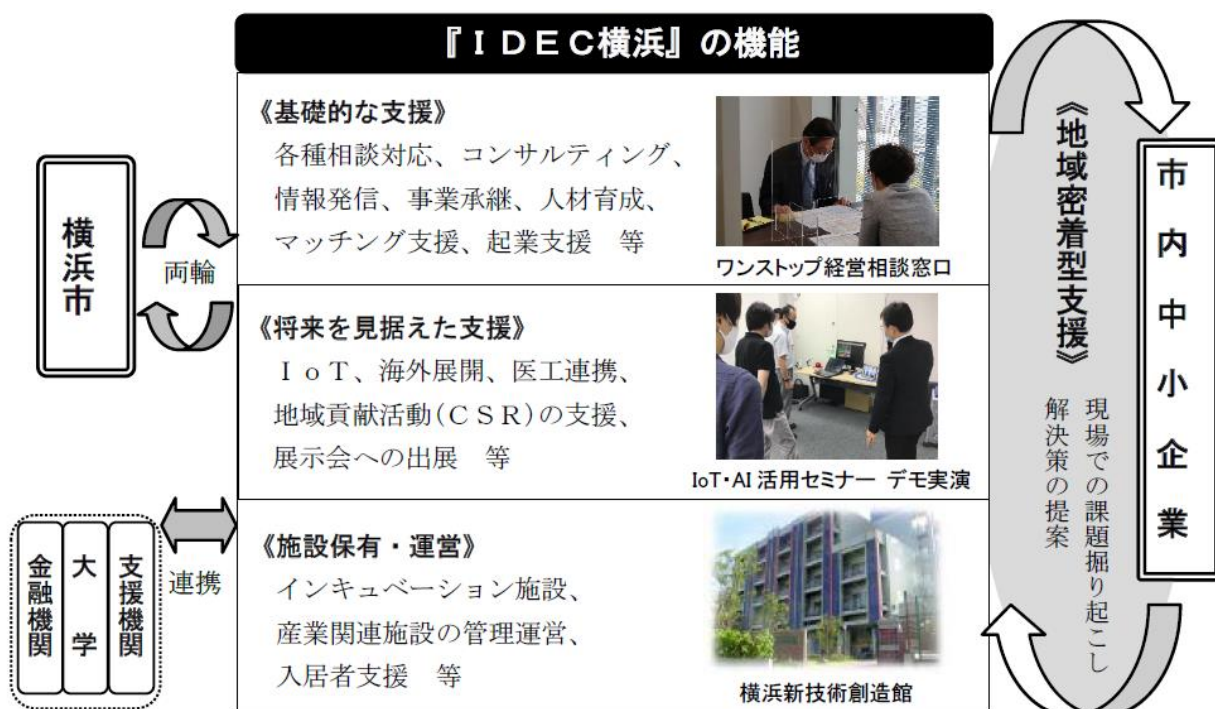 『ＩＤＥＣ横浜』の機能
《基礎的な支援》
各種相談対応、コンサルティング、
情報発信、事業承継、人材育成、
マッチング支援、起業支援　等
ワンストップ経営相談窓口
横浜市
両輪
《将来を見据えた支援》
ＩｏＴ、海外展開、医工連携、
地域貢献活動(ＣＳＲ)の支援、
展示会への出展　等
IoT・AI 活用セミナー デモ実演
支援機関
大学
金融機関
連携
《施設保有・運営》
インキュベーション施設、
産業関連施設の管理運営、
入居者支援　等
横浜新技術創造館
市内中小企業
《地域密着型支援》
現場での課題掘り起こし
解決策の提案